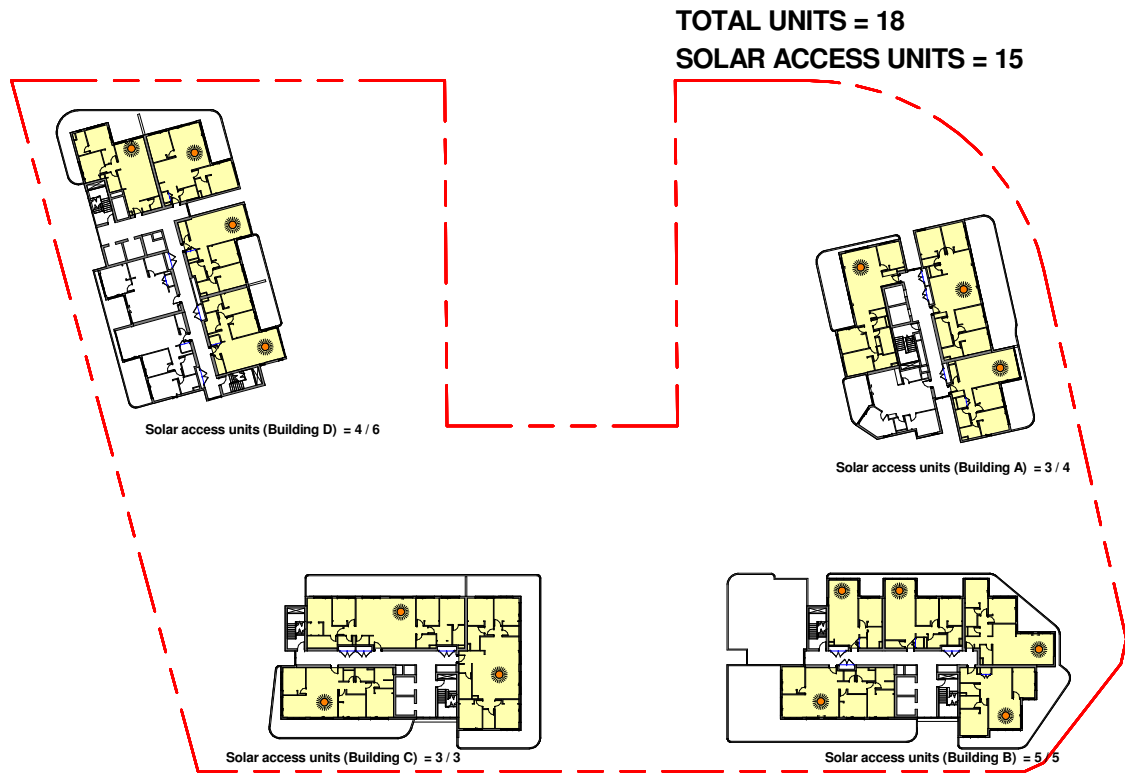 TOTAL UNITS = 18
SOLAR ACCESS UNITS = 15
Solar access units (Building D) = 4 / 6
Solar access units (Building A) = 3 / 4
Solar access units (Building C) = 3 / 3
Solar access units (Building B) = 5 / 5